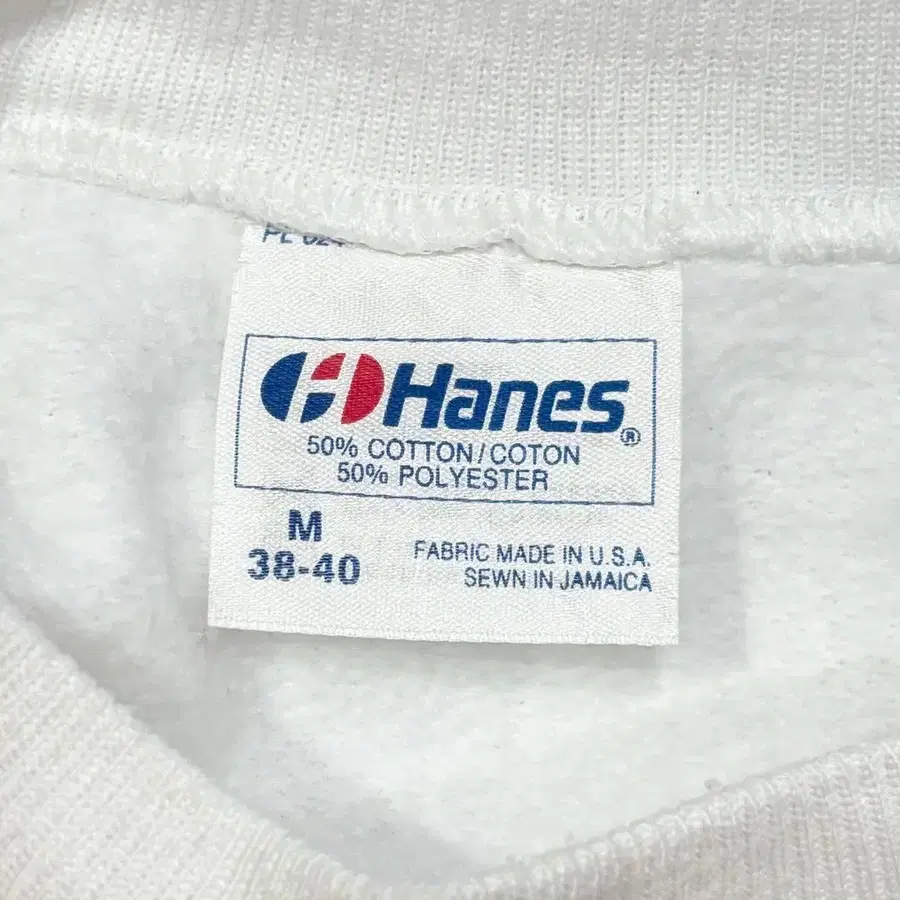 Hanes®
50% COTTON/COTON
50% POLYESTER
M
38-40
FABRIC MADE IN U.S.A.
SEWN IN JAMAICA